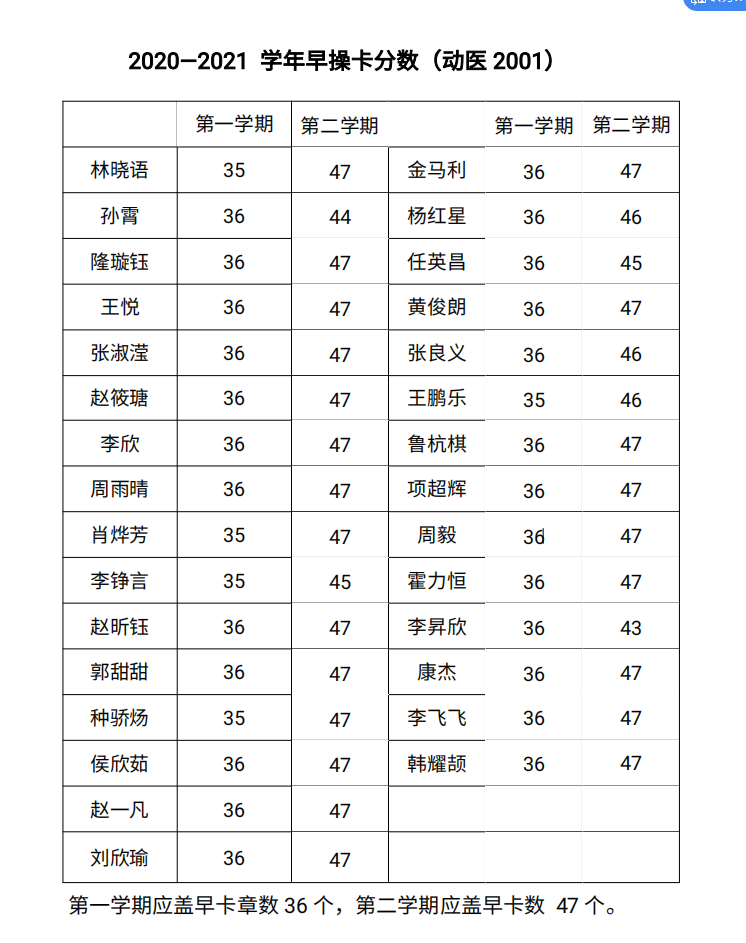 2020—2021 学年早操卡分数（动医 2001）
第一学期 第二学期 第一学期 第二学期
林晓语 35 47 金马利 36 47
孙霄 36 44 杨红星 36 46
隆璇钰 36 47 任英昌 36 45
王悦 36 47 黄俊朗 36 47
张淑滢 36 47 张良义 36 46
赵筱瑭 36 47 王鹏乐 35 46
李欣 36 47 鲁杭棋 36 47
周雨晴 36 47 项超辉 36 47
肖烨芳 35 47 周毅 36 47
李铮言 35 45 霍力恒 36 47
赵昕钰 36 47 李昇欣 36 43
郭甜甜 36 47 康杰 36 47
种骄炀 35 47 李飞飞 36 47
侯欣茹 36 47 韩耀颉 36 47
赵一凡 36 47
刘欣瑜 36 47
第一学期应盖早卡章数 36 个，第二学期应盖早卡数 47 个。